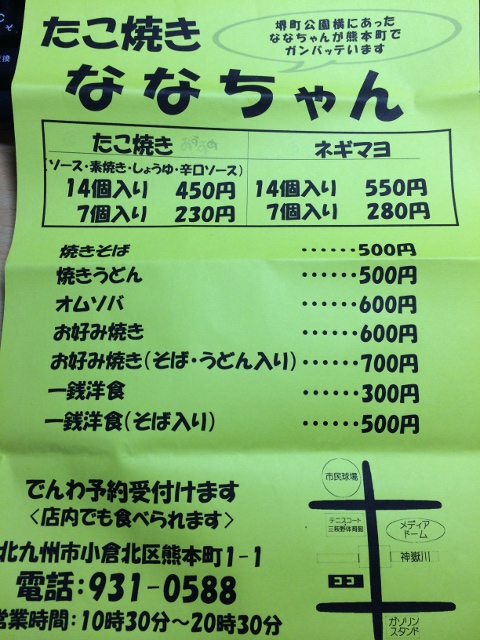 たこ焼き
堺町公園横にあった
ななちゃんが熊本町で
ガンバッテいます
ななちゃん
たこ焼き おすすめ
(ソース・素焼き・しょうゆ・辛口ソース)
14個入り 450円
7個入り 230円
ネギマヨ
14個入り 550円
7個入り 280円
焼きそば ……500円
焼きうどん ……500円
オムソバ ……600円
お好み焼き ……600円
お好み焼き(そば・うどん入り)……700円
一銭洋食 ……300円
一銭洋食(そば入り) ……500円
でんわ予約受付けます
〈店内でも食べられます〉
北九州市小倉北区熊本町1-1
電話:931-0588
営業時間:10時30分〜20時30分
市民球場
テニスコート
三萩野体育館
メディア
ドーム
神嶽川
ココ
ガソリン
スタンド